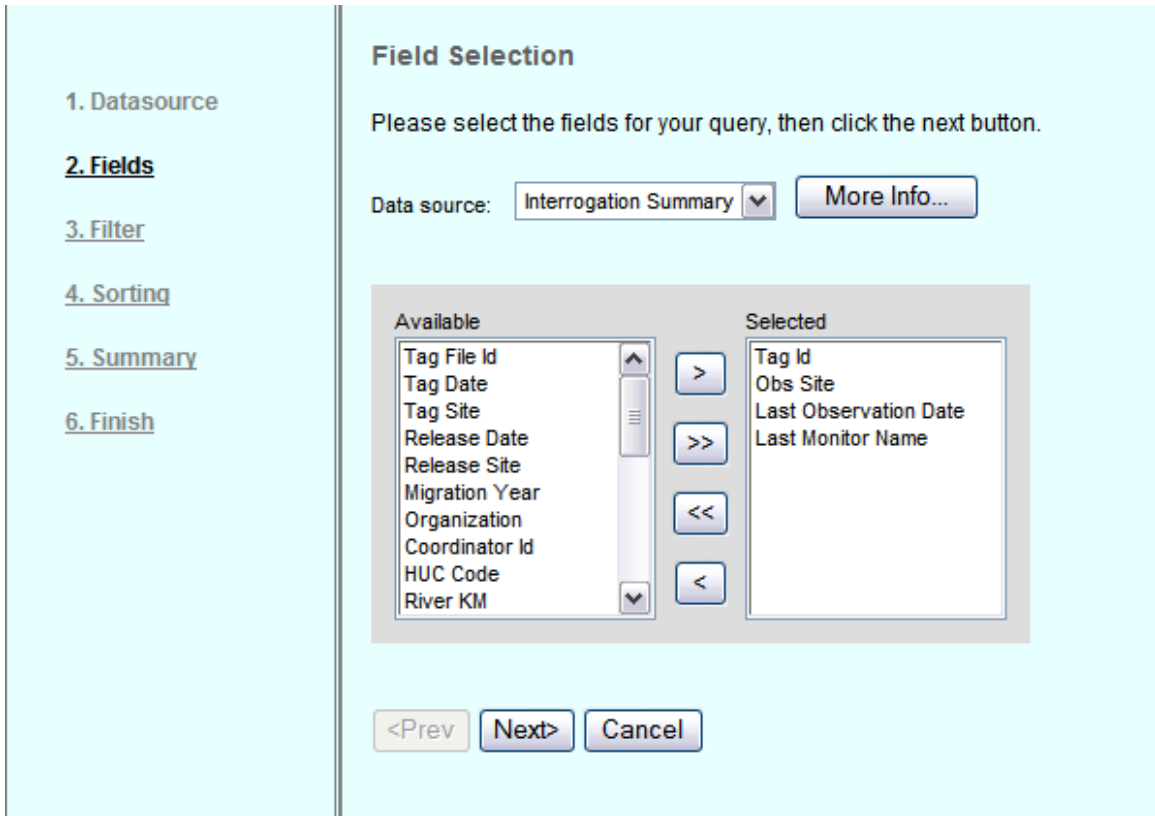 1. Datasource
2. Fields
3. Filter
4. Sorting
5. Summary
6. Finish
Field Selection
Please select the fields for your query, then click the next button.
Data source: Interrogation Summary More Info...
Available
Tag File Id
Tag Date
Tag Site
Release Date
Release Site
Migration Year
Organization
Coordinator Id
HUC Code
River KM
>
>>
<<
<
Selected
Tag Id
Obs Site
Last Observation Date
Last Monitor Name
<Prev Next> Cancel